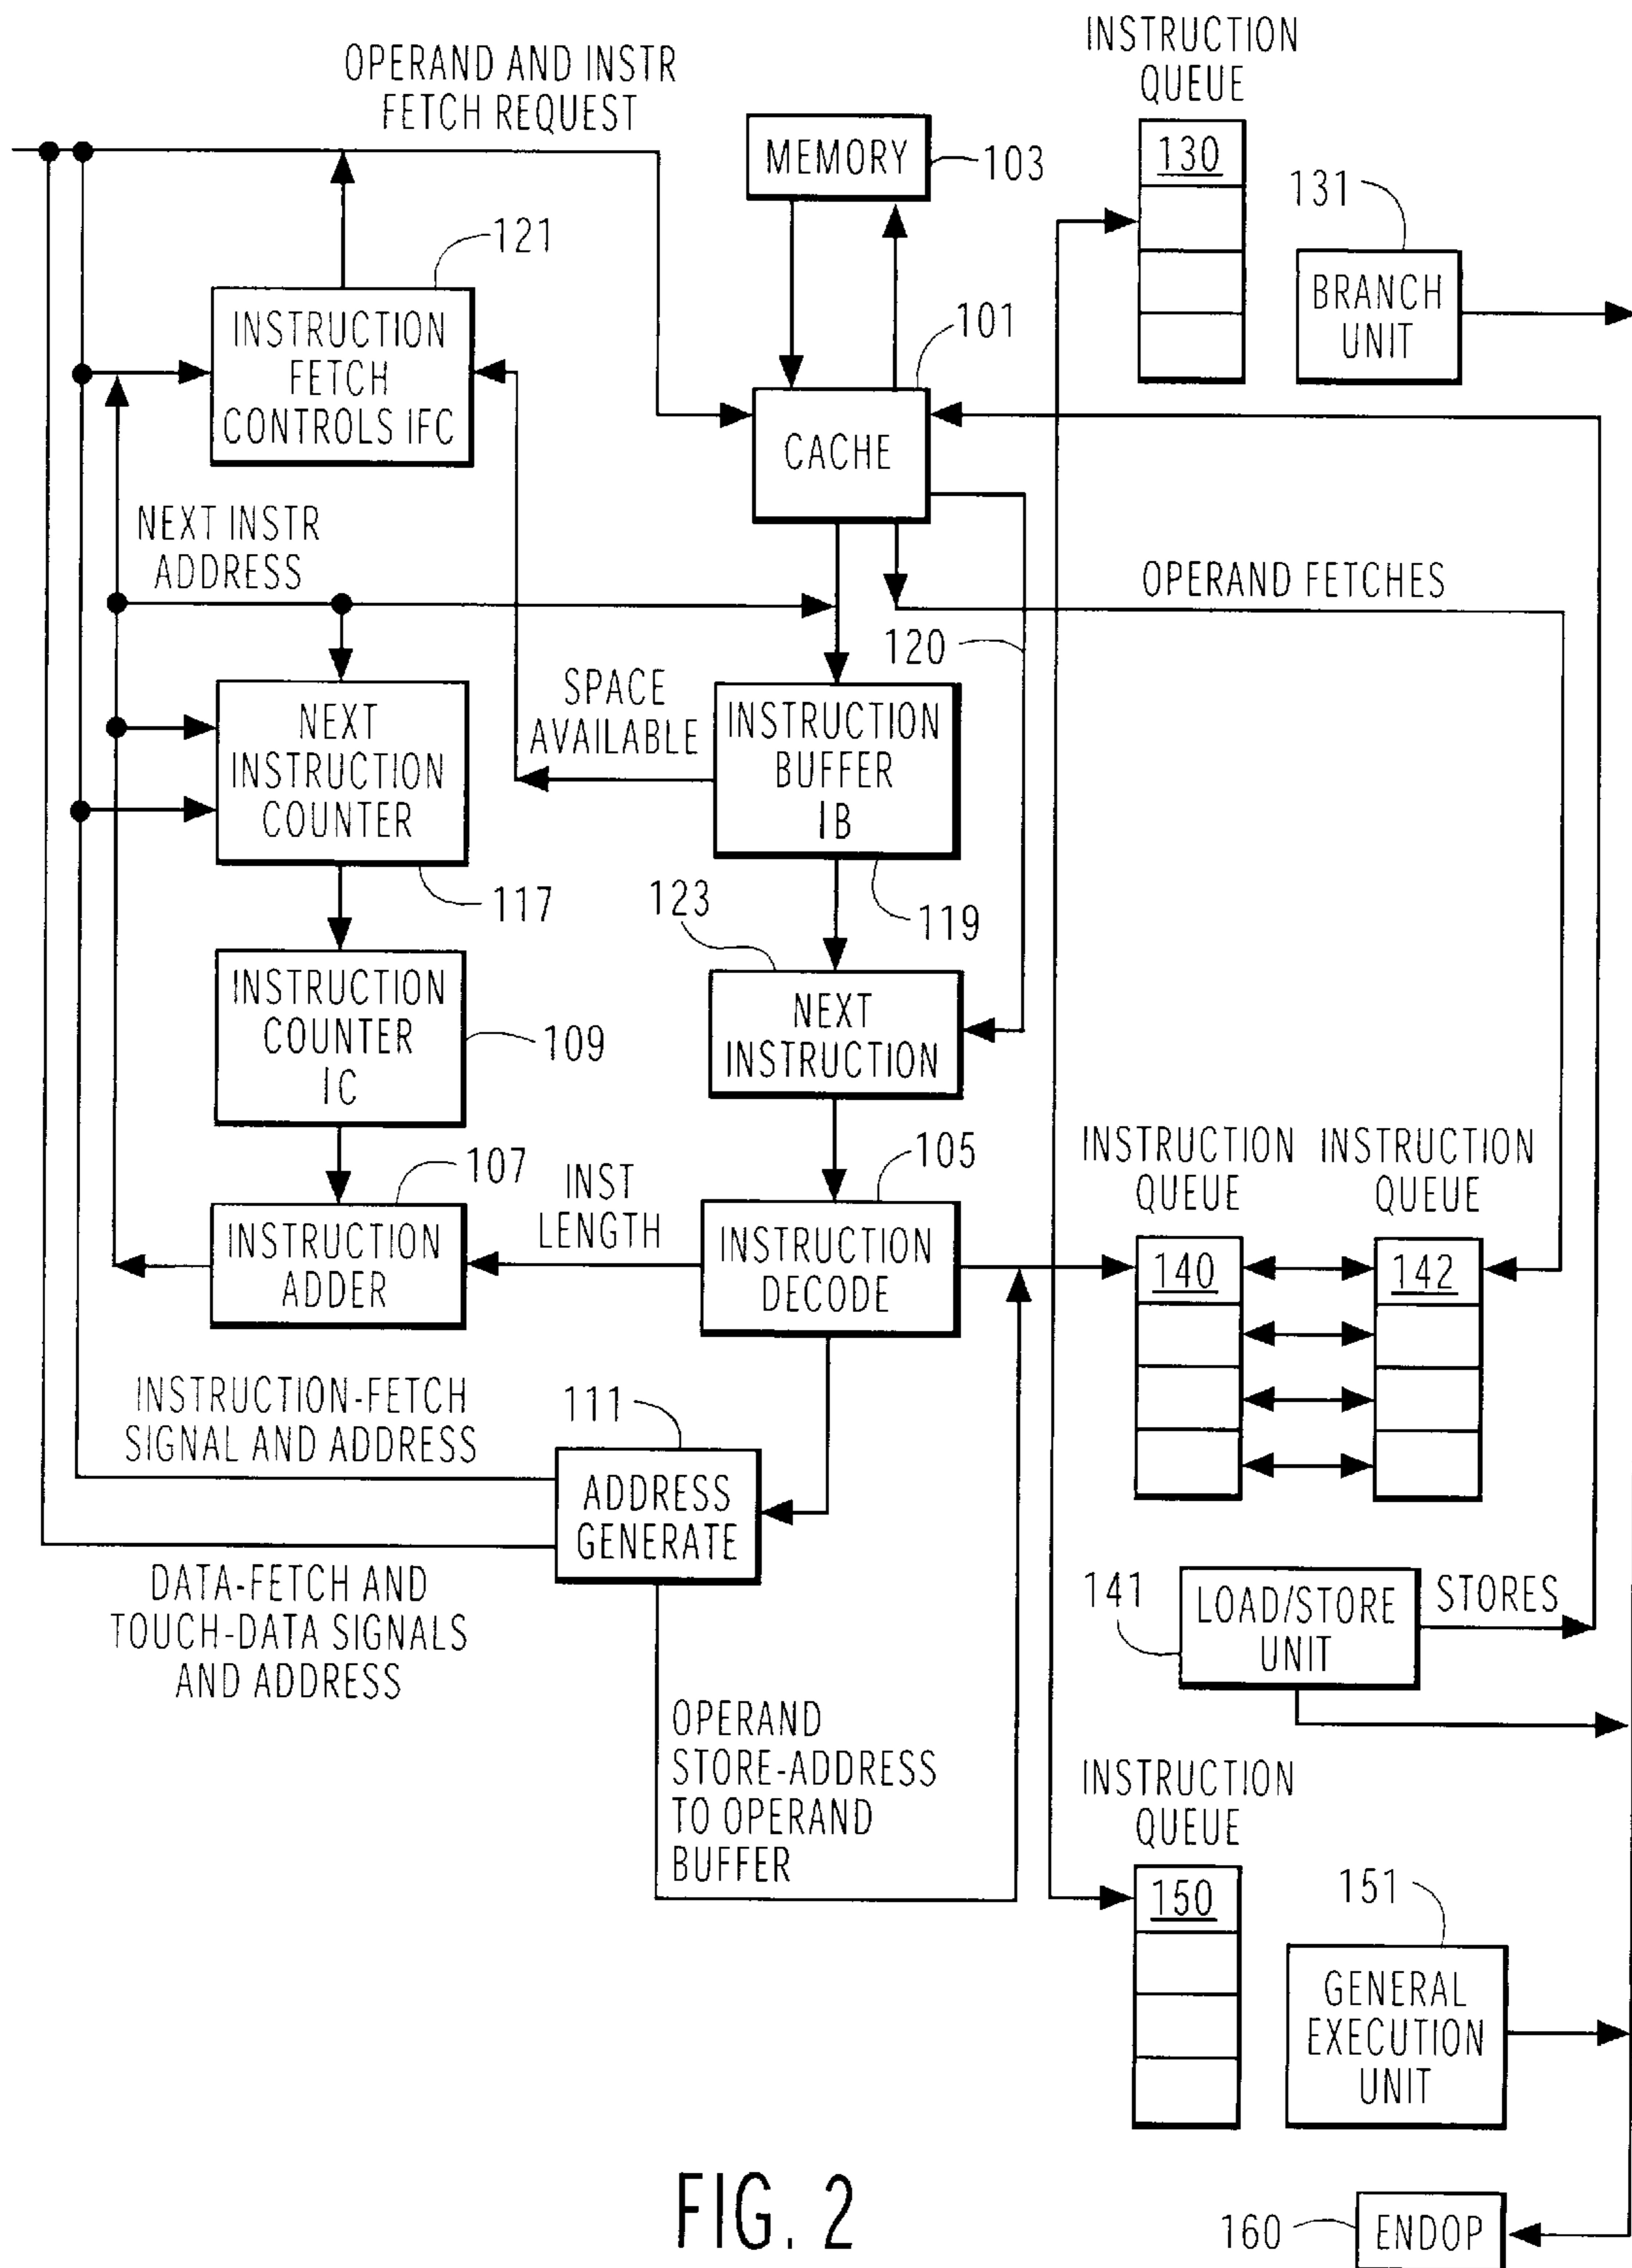 OPERAND AND INSTR
FETCH REQUEST
INSTRUCTION
QUEUE
MEMORY
103
130
131
121
INSTRUCTION
FETCH
CONTROLS IFC
101
BRANCH
UNIT
CACHE
NEXT INSTR
ADDRESS
OPERAND FETCHES
120
SPACE
AVAILABLE
NEXT
INSTRUCTION
COUNTER
INSTRUCTION
BUFFER
IB
117
123
119
INSTRUCTION
COUNTER
IC
109
NEXT
INSTRUCTION
107
INST
LENGTH
105
INSTRUCTION
QUEUE
INSTRUCTION
QUEUE
INSTRUCTION
ADDER
INSTRUCTION
DECODE
140
142
INSTRUCTION-FETCH
SIGNAL AND ADDRESS
111
ADDRESS
GENERATE
DATA-FETCH AND
TOUCH-DATA SIGNALS
AND ADDRESS
141
LOAD/STORE
UNIT
STORES
OPERAND
STORE-ADDRESS
TO OPERAND
BUFFER
INSTRUCTION
QUEUE
150
151
GENERAL
EXECUTION
UNIT
FIG. 2
160
ENDOP